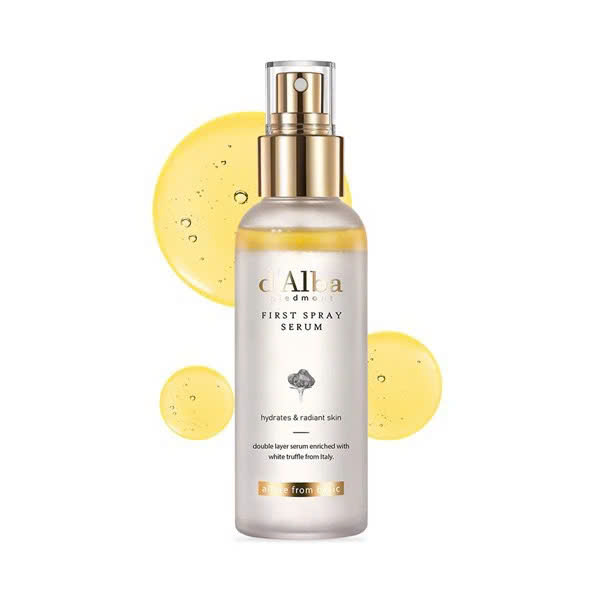 d'Alba
piedmont
FIRST SPRAY
SERUM
hydrates & radiant skin
double layer serum enriched with
white truffle from Italy.
from